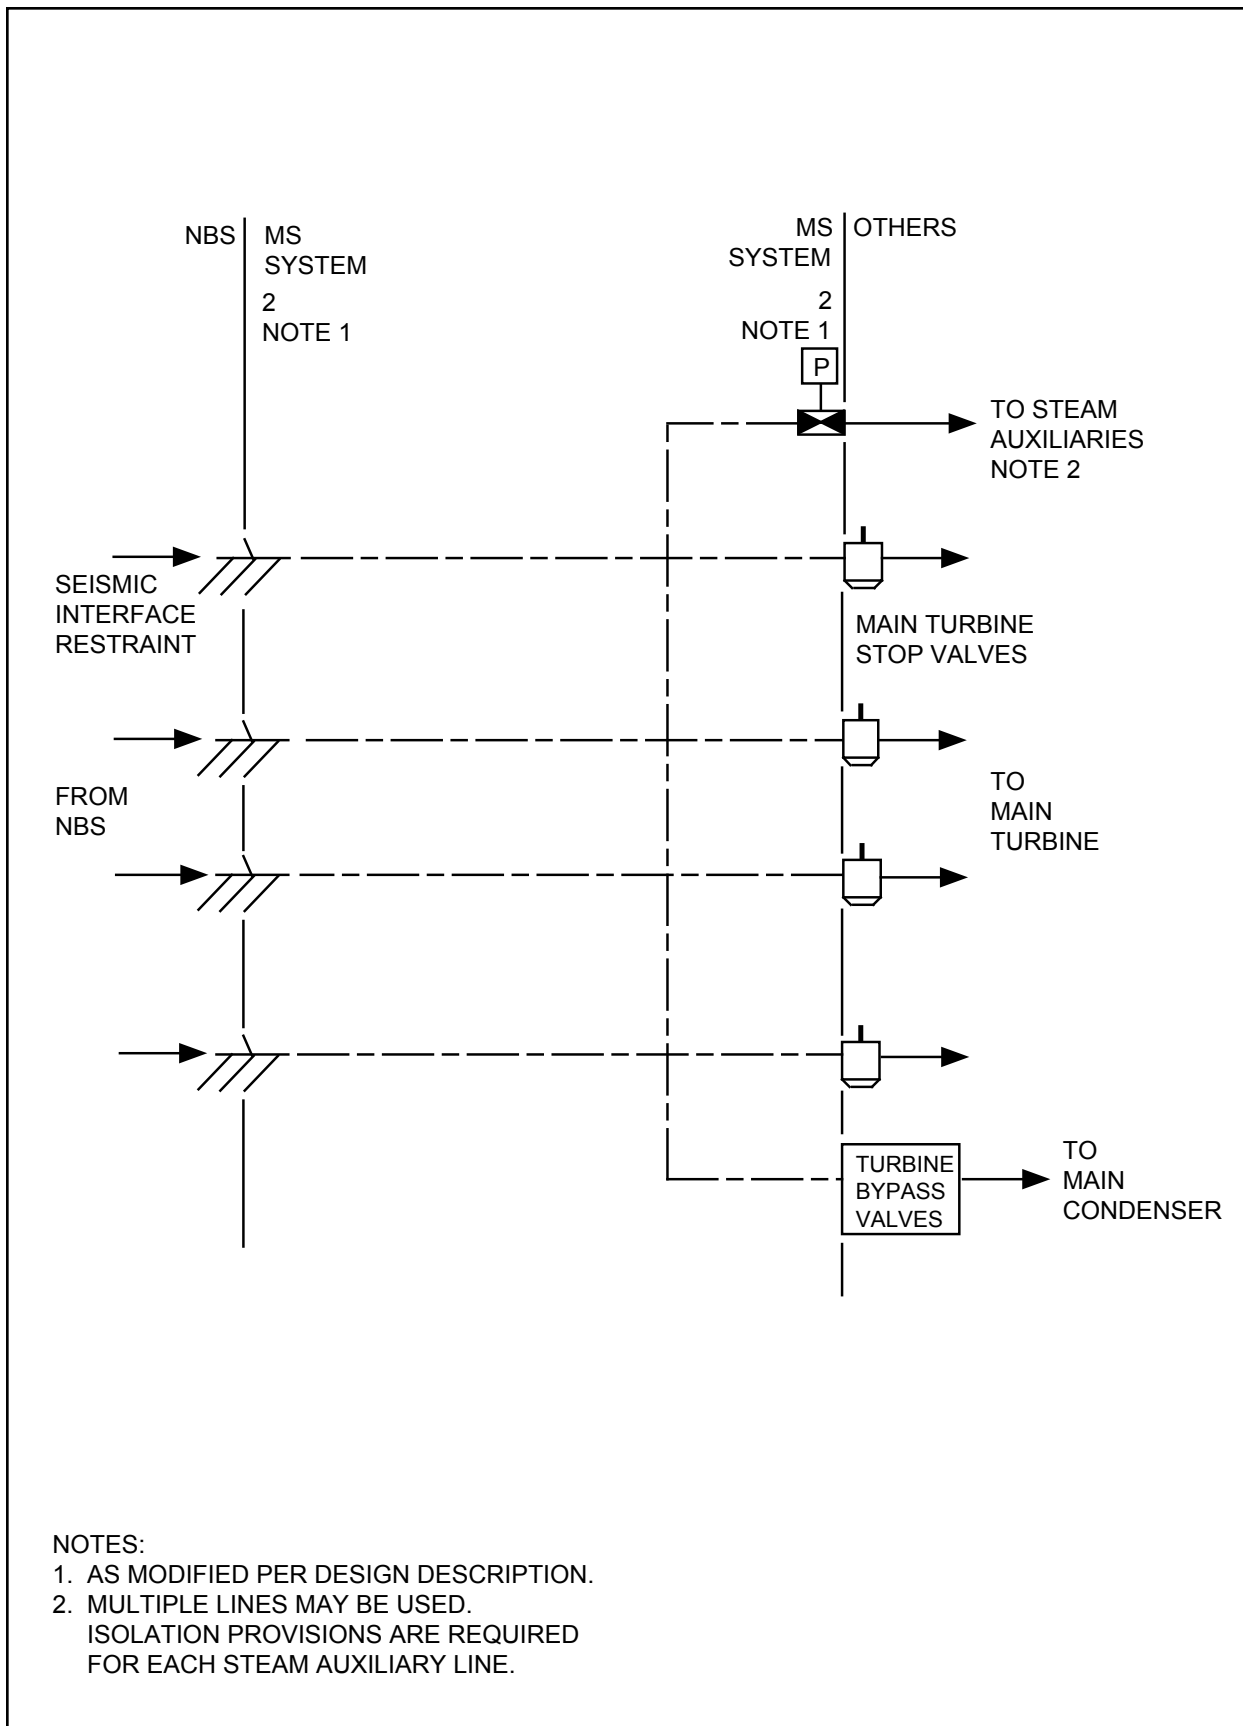 NBS
MS
SYSTEM
2
NOTE 1
MS
SYSTEM
2
NOTE 1
OTHERS
P
TO STEAM
AUXILIARIES
NOTE 2
SEISMIC
INTERFACE
RESTRAINT
MAIN TURBINE
STOP VALVES
FROM
NBS
TO
MAIN
TURBINE
TURBINE
BYPASS
VALVES
TO
MAIN
CONDENSER
NOTES:
1. AS MODIFIED PER DESIGN DESCRIPTION.
2. MULTIPLE LINES MAY BE USED.
ISOLATION PROVISIONS ARE REQUIRED
FOR EACH STEAM AUXILIARY LINE.